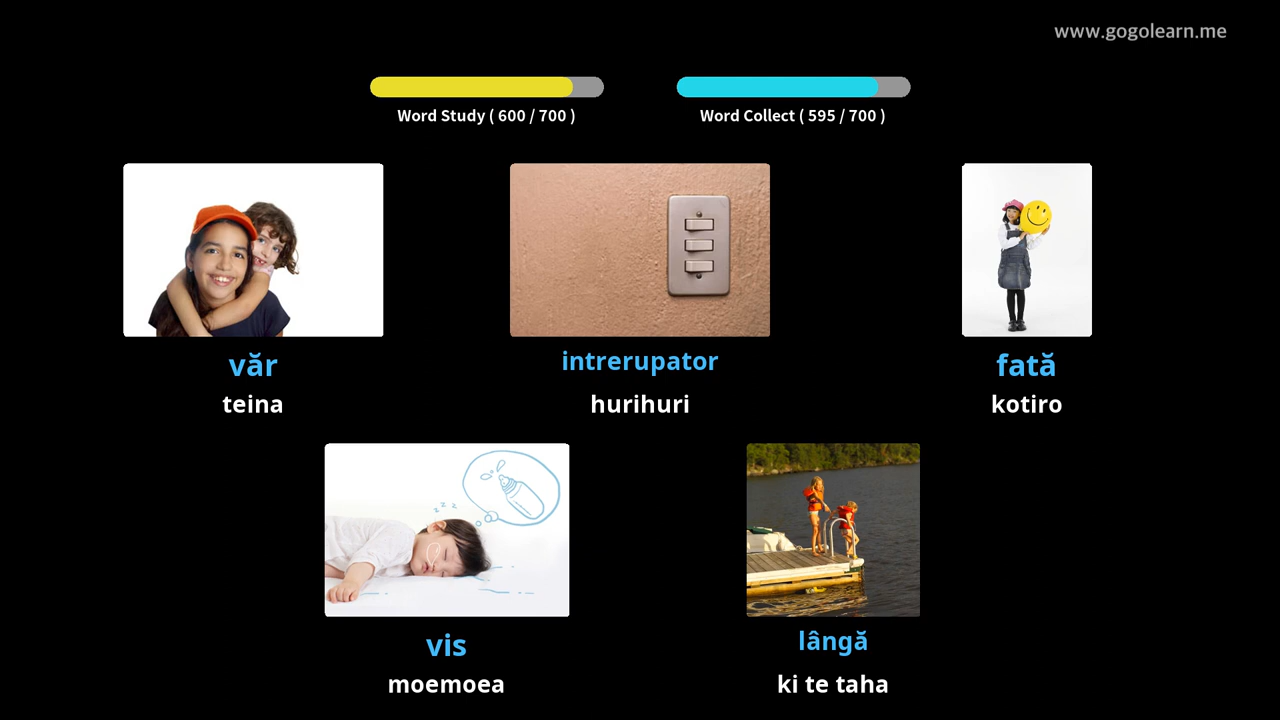 www.gogolearn.me
Word Study ( 600 / 700 )
Word Collect ( 595 / 700 )
văr
intrerupator
fată
teina
hurihuri
kotiro
vis
lângă
moemoea
ki te taha